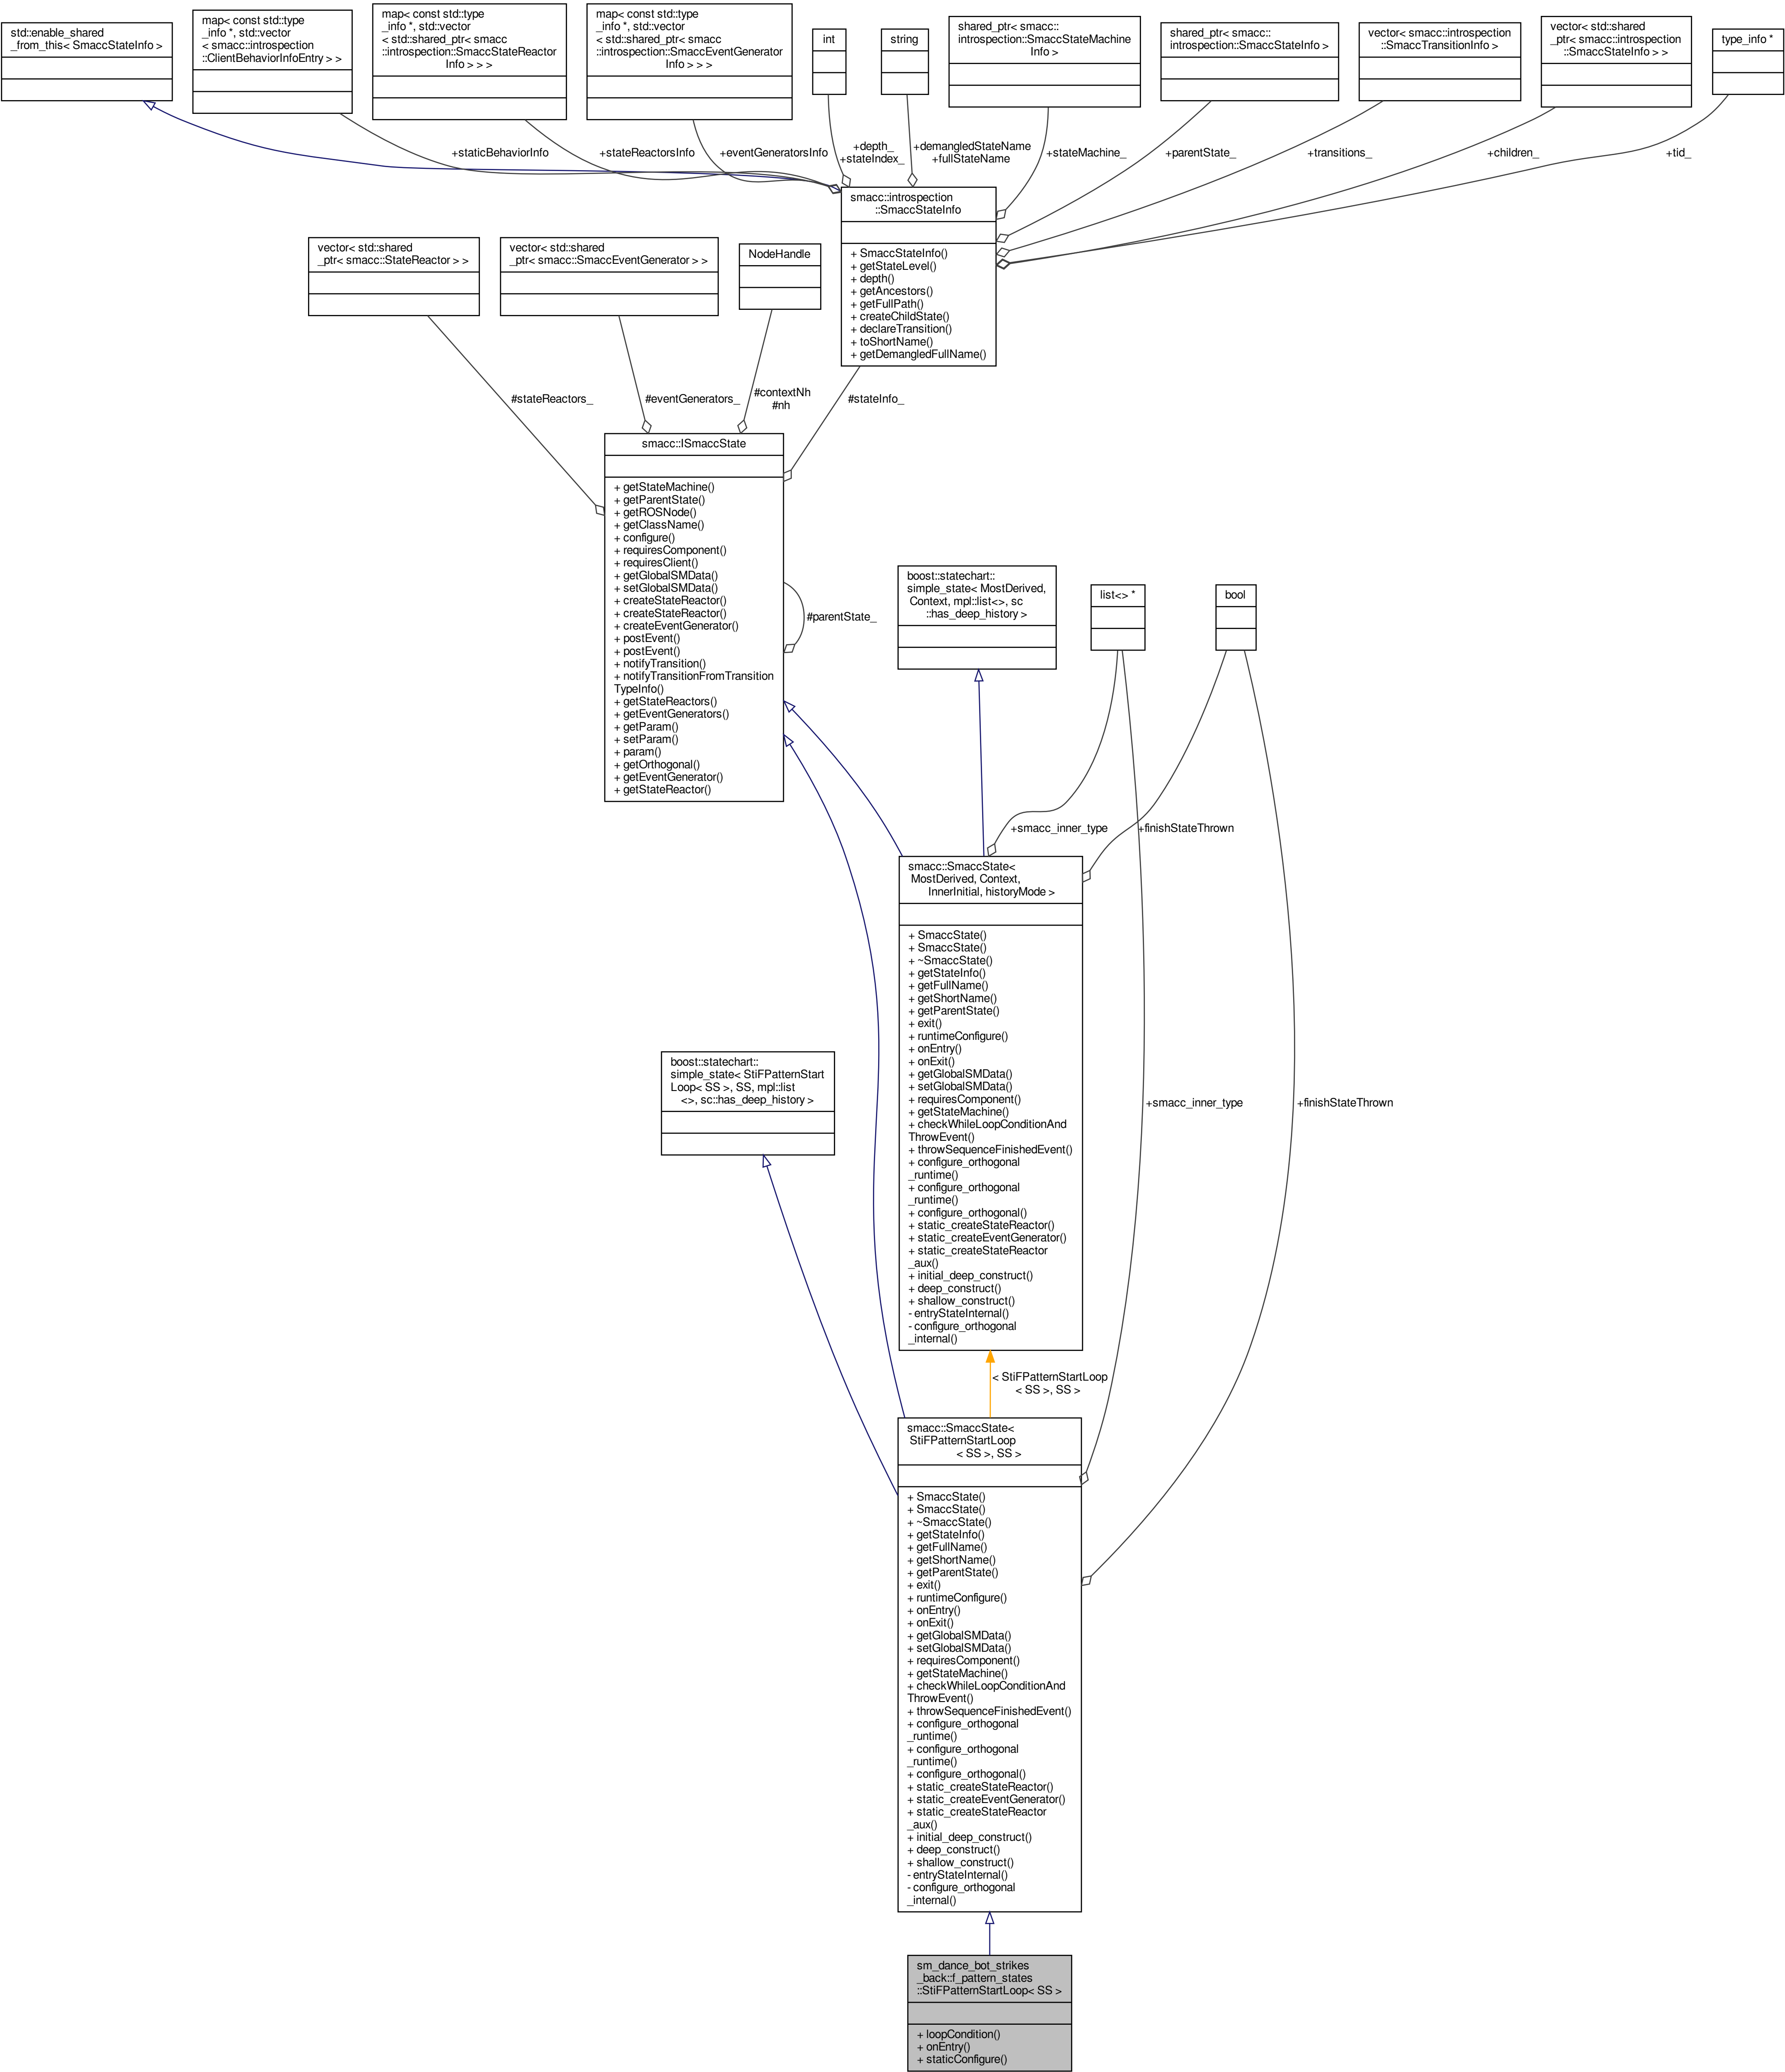 std::enable_shared
_from_this< SmaccStateInfo >
map< const std::type
_info *, std::vector
< smacc::introspection
::ClientBehaviorInfoEntry > >
map< const std::type
_info *, std::vector
< std::shared_ptr< smacc
::introspection::SmaccStateReactor
Info > > >
map< const std::type
_info *, std::vector
< std::shared_ptr< smacc
::introspection::SmaccEventGenerator
Info > > >
int
string
shared_ptr< smacc::
introspection::SmaccStateMachine
Info >
shared_ptr< smacc::
introspection::SmaccStateInfo >
vector< smacc::introspection
::SmaccTransitionInfo >
vector< std::shared
_ptr< smacc::introspection
::SmaccStateInfo > >
type_info *
+staticBehaviorInfo
+stateReactorsInfo
+eventGeneratorsInfo
+depth_
+stateIndex_
+demangledStateName
+fullStateName
+stateMachine_
+parentState_
+transitions_
+children_
+tid_
smacc::introspection
::SmaccStateInfo
+ SmaccStateInfo()
+ getStateLevel()
+ depth()
+ getAncestors()
+ getFullPath()
+ createChildState()
+ declareTransition()
+ toShortName()
+ getDemangledFullName()
vector< std::shared
_ptr< smacc::StateReactor > >
vector< std::shared
_ptr< smacc::SmaccEventGenerator > >
NodeHandle
#stateReactors_
#eventGenerators_
#contextNh
#nh
#stateInfo_
smacc::ISmaccState
+ getStateMachine()
+ getParentState()
+ getROSNode()
+ getClassName()
+ configure()
+ requiresComponent()
+ requiresClient()
+ getGlobalSMData()
+ setGlobalSMData()
+ createStateReactor()
+ createStateReactor()
+ createEventGenerator()
+ postEvent()
+ postEvent()
+ notifyTransition()
+ notifyTransitionFromTransition
TypeInfo()
+ getStateReactors()
+ getEventGenerators()
+ getParam()
+ setParam()
+ param()
+ getOrthogonal()
+ getEventGenerator()
+ getStateReactor()
#parentState_
boost::statechart::
simple_state< MostDerived,
Context, mpl::list<>, sc
::has_deep_history >
list<> *
bool
+smacc_inner_type
+finishStateThrown
smacc::SmaccState<
MostDerived, Context,
InnerInitial, historyMode >
+ SmaccState()
+ SmaccState()
+ ~SmaccState()
+ getStateInfo()
+ getFullName()
+ getShortName()
+ getParentState()
+ exit()
+ runtimeConfigure()
+ onEntry()
+ onExit()
+ getGlobalSMData()
+ setGlobalSMData()
+ requiresComponent()
+ getStateMachine()
+ checkWhileLoopConditionAnd
ThrowEvent()
+ throwSequenceFinishedEvent()
+ configure_orthogonal
_runtime()
+ configure_orthogonal
_runtime()
+ configure_orthogonal()
+ static_createStateReactor()
+ static_createEventGenerator()
+ static_createStateReactor
_aux()
+ initial_deep_construct()
+ deep_construct()
+ shallow_construct()
- entryStateInternal()
- configure_orthogonal
_internal()
boost::statechart::
simple_state< StiFPatternStart
Loop< SS >, SS, mpl::list
<>, sc::has_deep_history >
+smacc_inner_type
+finishStateThrown
< StiFPatternStartLoop
< SS >, SS >
smacc::SmaccState<
StiFPatternStartLoop
< SS >, SS >
+ SmaccState()
+ SmaccState()
+ ~SmaccState()
+ getStateInfo()
+ getFullName()
+ getShortName()
+ getParentState()
+ exit()
+ runtimeConfigure()
+ onEntry()
+ onExit()
+ getGlobalSMData()
+ setGlobalSMData()
+ requiresComponent()
+ getStateMachine()
+ checkWhileLoopConditionAnd
ThrowEvent()
+ throwSequenceFinishedEvent()
+ configure_orthogonal
_runtime()
+ configure_orthogonal
_runtime()
+ configure_orthogonal()
+ static_createStateReactor()
+ static_createEventGenerator()
+ static_createStateReactor
_aux()
+ initial_deep_construct()
+ deep_construct()
+ shallow_construct()
- entryStateInternal()
- configure_orthogonal
_internal()
sm_dance_bot_strikes
_back::f_pattern_states
::StiFPatternStartLoop< SS >
+ loopCondition()
+ onEntry()
+ staticConfigure()